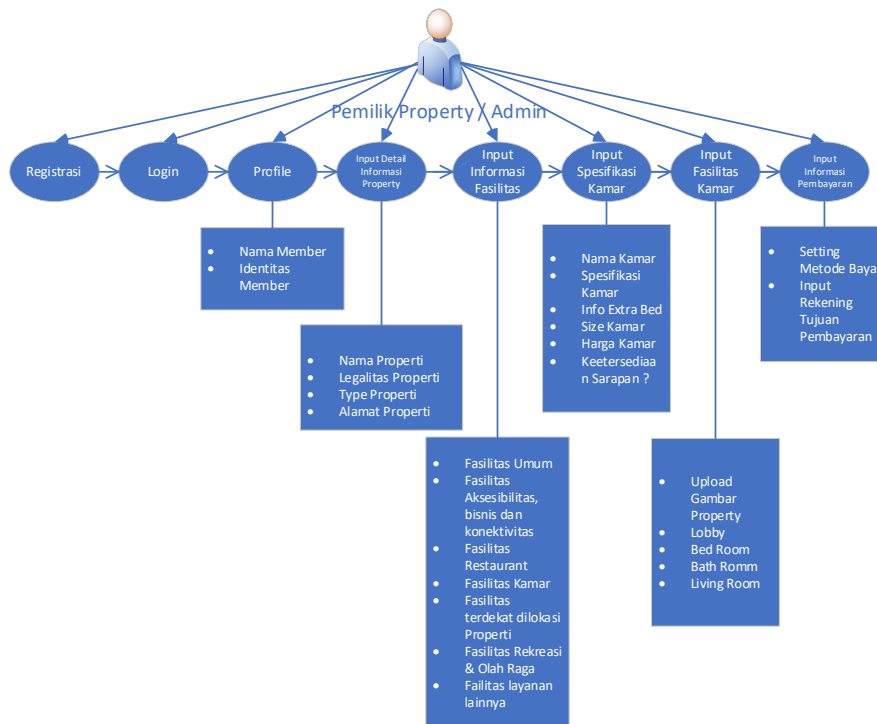 Pemilik Property / Admin
Registrasi
Login
Profile
Input Detail
Informasi
Property
Input
Informasi
Fasilitas
Input
Spesifikasi
Kamar
Input
Fasilitas
Kamar
Input
Informasi
Pembayaran
• Nama Member
• Identitas
Member
• Nama Properti
• Legalitas Properti
• Type Properti
• Alamat Properti
• Fasilitas Umum
• Fasilitas
Aksesibilitas,
bisnis dan
konektivitas
• Fasilitas
Restaurant
• Fasilitas Kamar
• Fasilitas
terdekat dilokasi
Properti
• Fasilitas Rekreasi
& Olah Raga
• Failitas layanan
lainnya
• Nama Kamar
• Spesifikasi
Kamar
• Info Extra Bed
• Size Kamar
• Harga Kamar
• Keetersediaa
n Sarapan ?
• Upload
Gambar
Property
• Lobby
• Bed Room
• Bath Romm
• Living Room
• Setting
Metode Baya
• Input
Rekening
Tujuan
Pembayaran